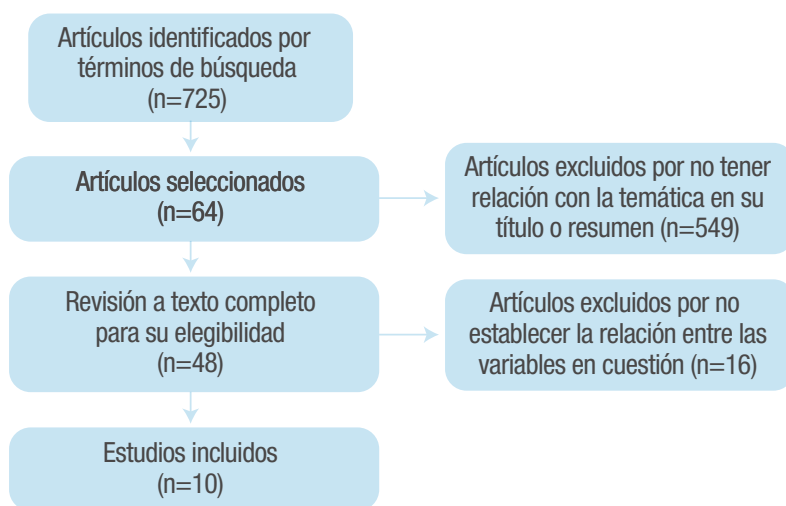 Artículos identificados por
términos de búsqueda
(n=725)
Artículos seleccionados
(n=64)
Artículos excluidos por no tener
relación con la temática en su
título o resumen (n=549)
Revisión a texto completo
para su elegibilidad
(n=48)
Artículos excluidos por no
establecer la relación entre las
variables en cuestión (n=16)
Estudios incluidos
(n=10)